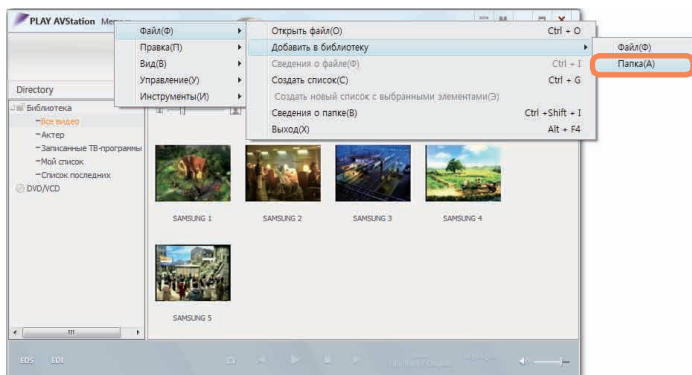 PLAY AVStation
Файл(Ф)
Правка(П)
Вид(В)
Управление(У)
Инструменты(И)
Открыть файл(O) Ctrl + O
Добавить в библиотеку
Сведения о файле(Ф) Ctrl + I
Создать список(С) Ctrl + G
Создать новый список с выбранными элементами(Э)
Сведения о папке(В) Ctrl +Shift + I
Выход(X) Alt + F4
Файл(Ф)
Папка(А)
Directory
Библиотека
Все видео
Актер
Записанные ТВ-программы
Мой список
Список последних
DVD/VCD
SAMSUNG 1 SAMSUNG 2 SAMSUNG 3 SAMSUNG 4
SAMSUNG 5
EDS EDI